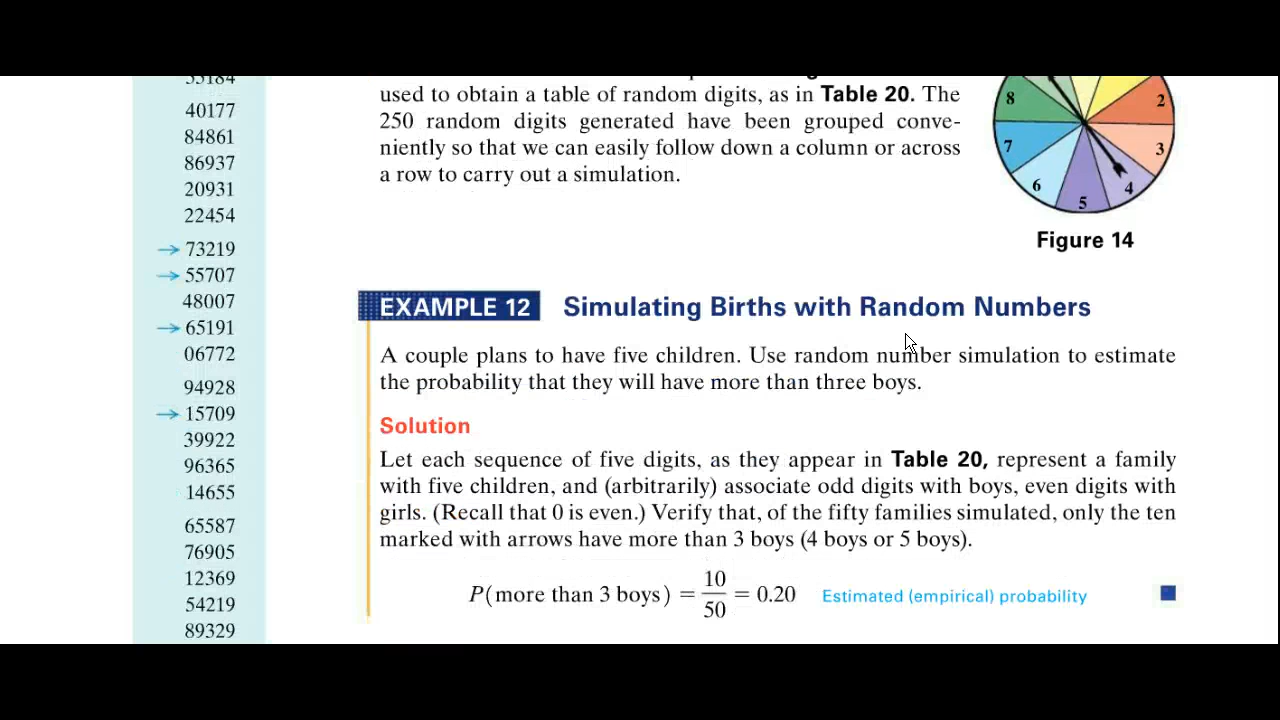 55184
40177
84861
86937
20931
22454
→ 73219
→ 55707
48007
→ 65191
06772
94928
→ 15709
39922
96365
14655
65587
76905
12369
54219
89329
used to obtain a table of random digits, as in Table 20. The
250 random digits generated have been grouped conve-
niently so that we can easily follow down a column or across
a row to carry out a simulation.
8
2
7
3
6
4
5
Figure 14
EXAMPLE 12 Simulating Births with Random Numbers
A couple plans to have five children. Use random number simulation to estimate
the probability that they will have more than three boys.
Solution
Let each sequence of five digits, as they appear in Table 20, represent a family
with five children, and (arbitrarily) associate odd digits with boys, even digits with
girls. (Recall that 0 is even.) Verify that, of the fifty families simulated, only the ten
marked with arrows have more than 3 boys (4 boys or 5 boys).
P(more than 3 boys) = 10/50 = 0.20 Estimated (empirical) probability